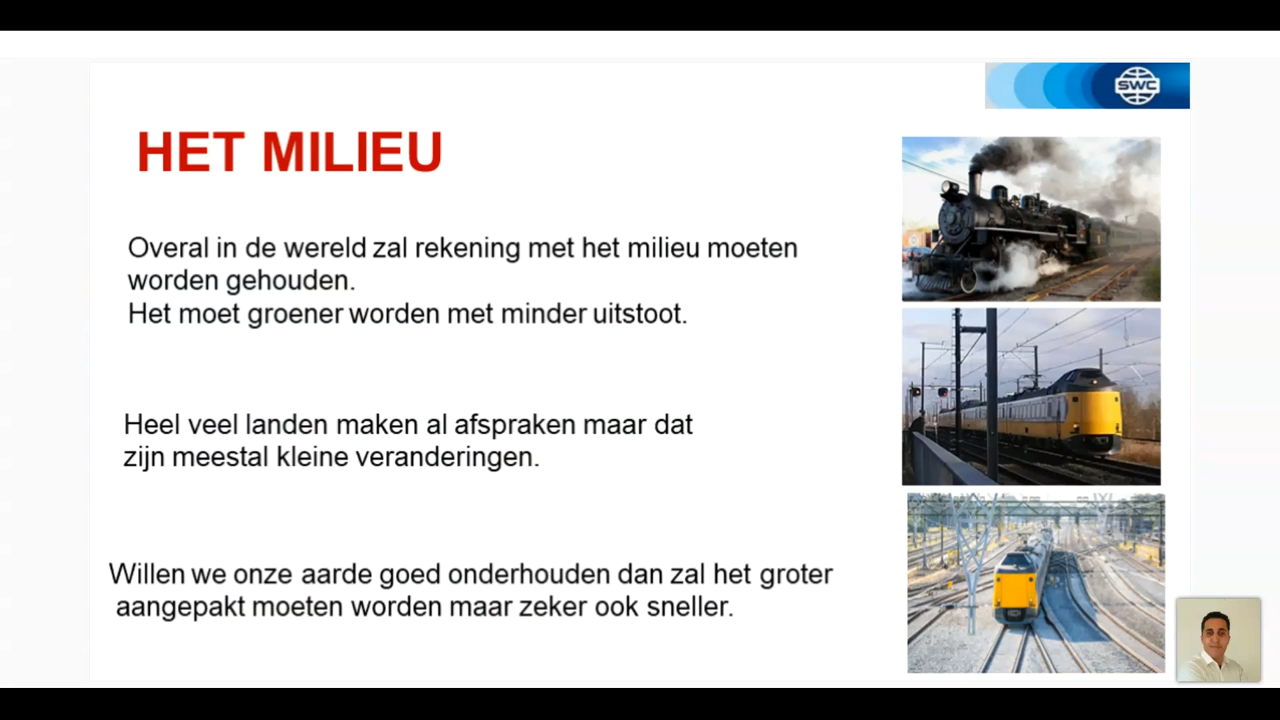 SWC
HET MILIEU
Overal in de wereld zal rekening met het milieu moeten
worden gehouden.
Het moet groener worden met minder uitstoot.
Heel veel landen maken al afspraken maar dat
zijn meestal kleine veranderingen.
Willen we onze aarde goed onderhouden dan zal het groter
aangepakt moeten worden maar zeker ook sneller.